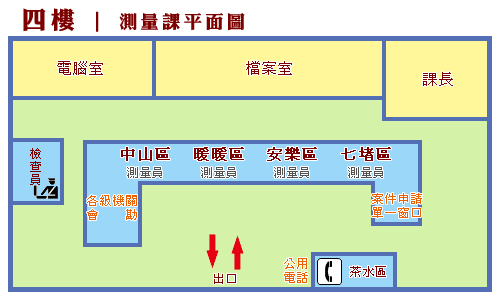 四樓 | 測量課平面圖
電腦室
檔案室
課長
檢查員
中山區
暖暖區
安樂區
七堵區
測量員
測量員
測量員
測量員
各級機關
會勘
案件申請
單一窗口
出口
公用
電話
茶水區